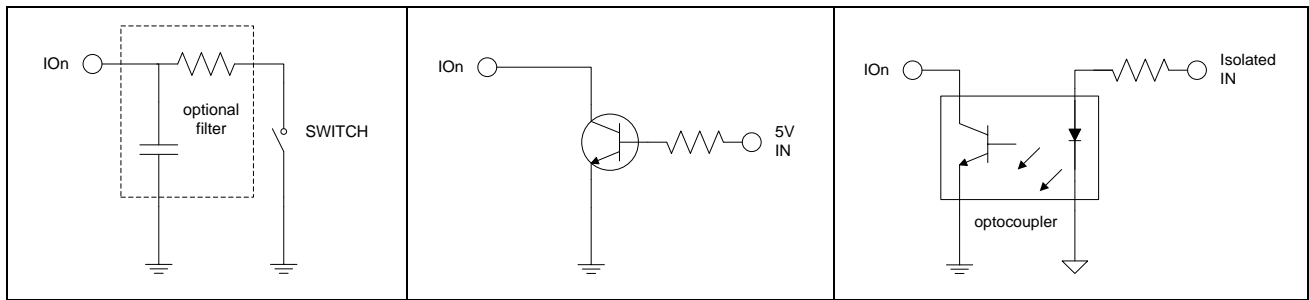 IOn
optional
filter
SWITCH
IOn
5V
IN
IOn
Isolated
IN
optocoupler